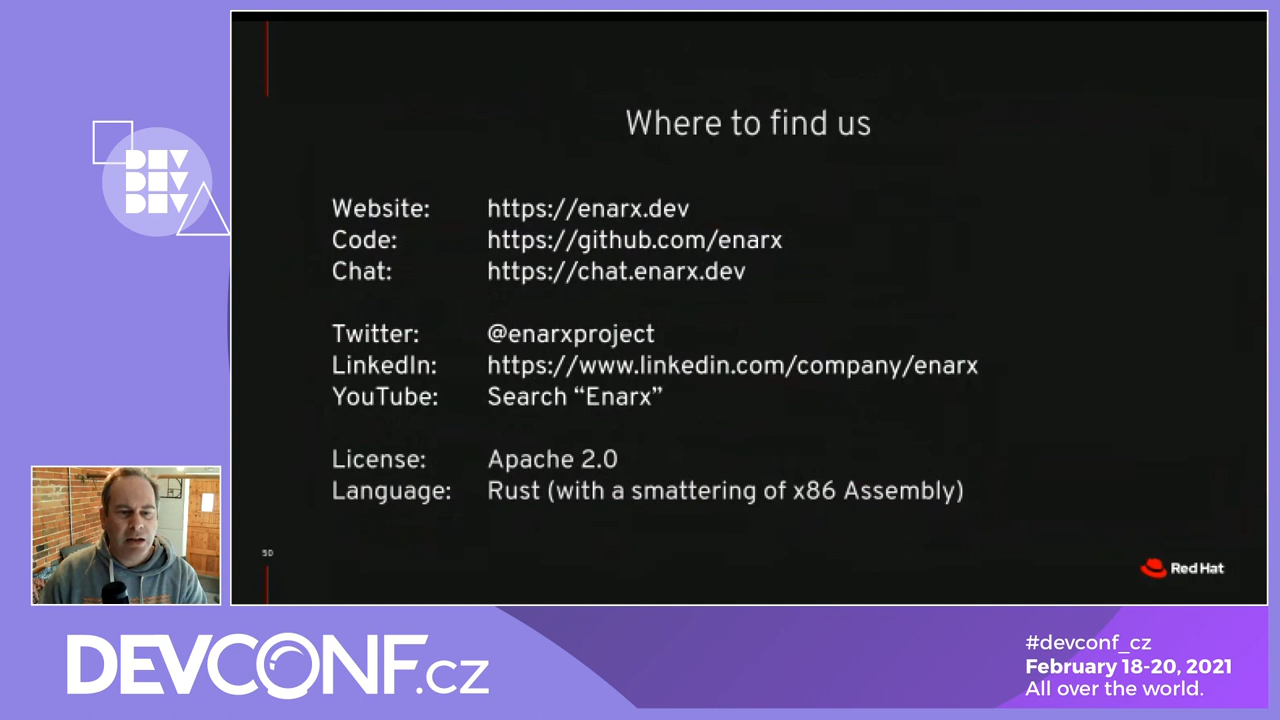 DEV
DEV
DEV
Where to find us
Website: https://enarx.dev
Code: https://github.com/enarx
Chat: https://chat.enarx.dev
Twitter: @enarxproject
LinkedIn: https://www.linkedin.com/company/enarx
YouTube: Search “Enarx”
License: Apache 2.0
Language: Rust (with a smattering of x86 Assembly)
50
Red Hat
DEVCONF.cz
#devconf_cz
February 18-20, 2021
All over the world.